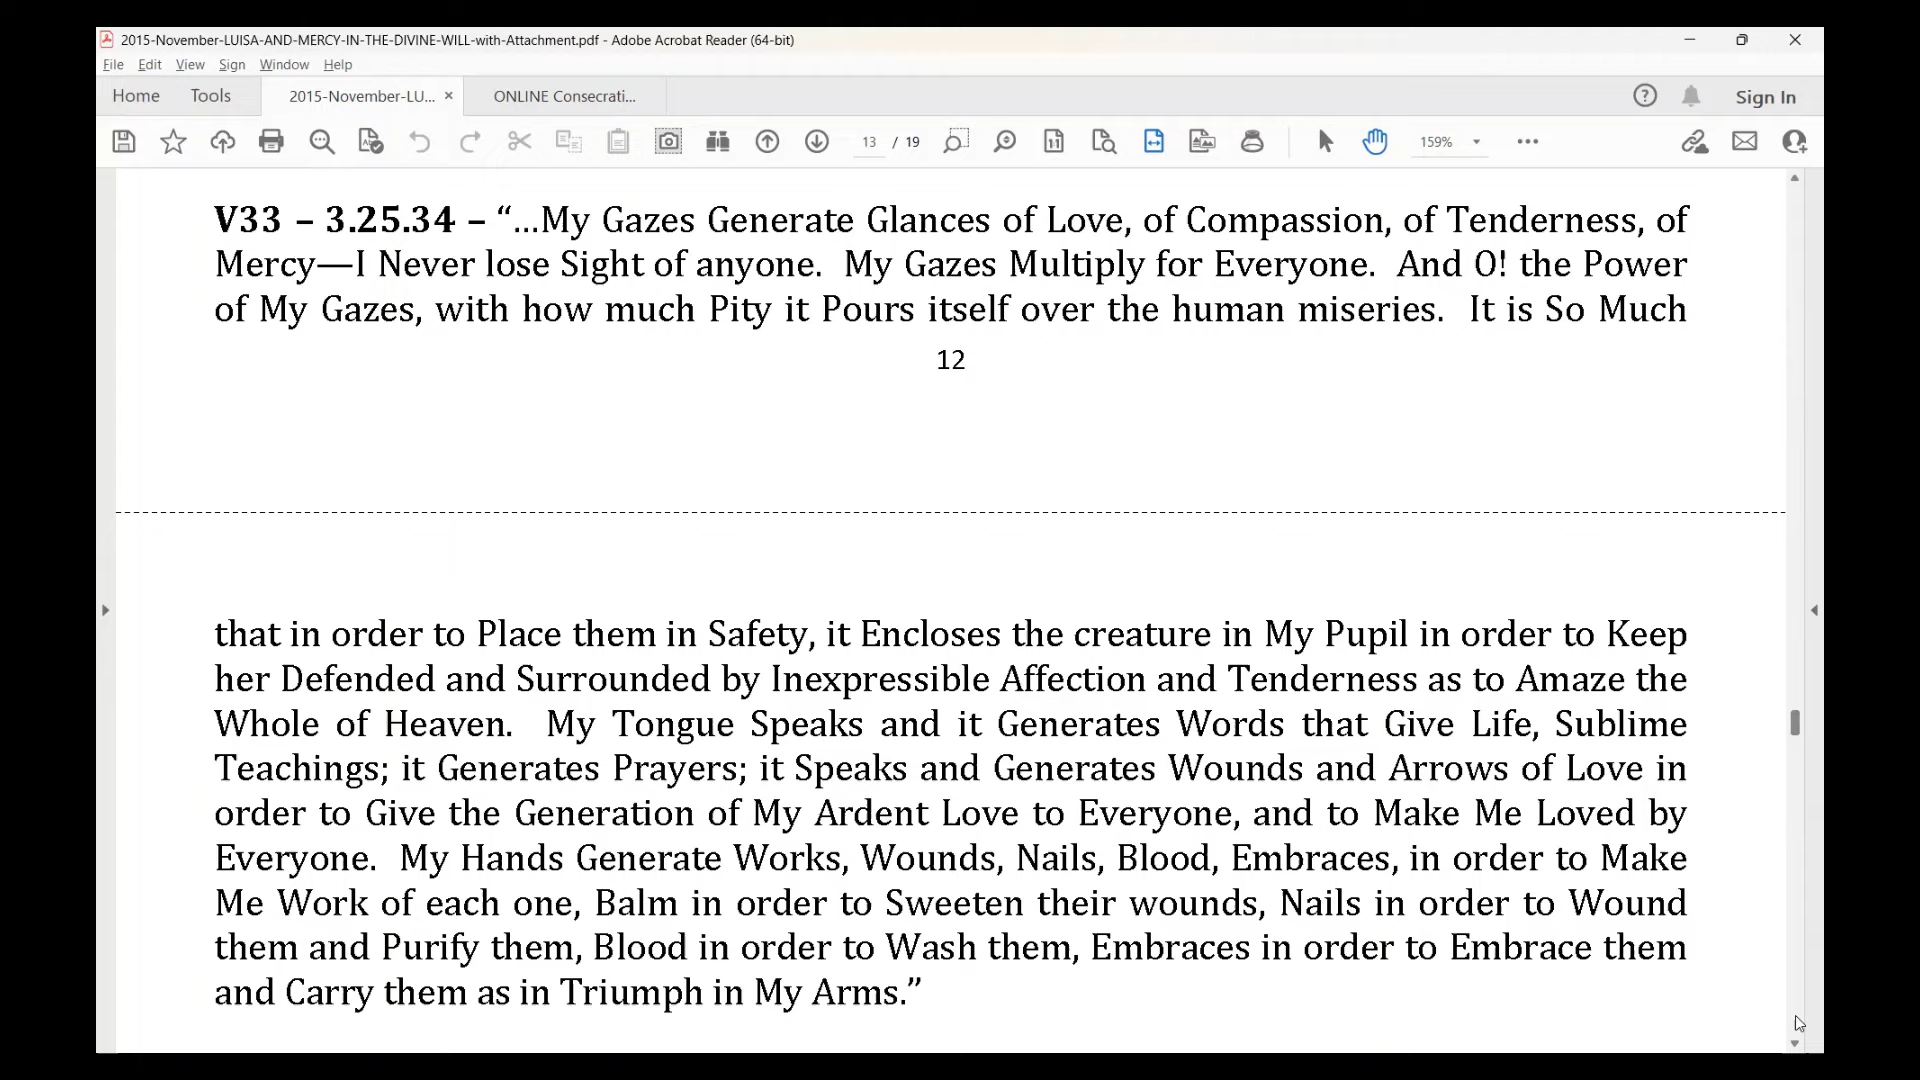 2015-November-LUISA-AND-MERCY-IN-THE-DIVINE-WILL-with-Attachment.pdf - Adobe Acrobat Reader (64-bit)
File Edit View Sign Window Help
Home Tools 2015-November-LU... × ONLINE Consecrati... Sign In
13 / 19 159%
V33 – 3.25.34 – “...My Gazes Generate Glances of Love, of Compassion, of Tenderness, of
Mercy—I Never lose Sight of anyone. My Gazes Multiply for Everyone. And O! the Power
of My Gazes, with how much Pity it Pours itself over the human miseries. It is So Much
12
that in order to Place them in Safety, it Encloses the creature in My Pupil in order to Keep
her Defended and Surrounded by Inexpressible Affection and Tenderness as to Amaze the
Whole of Heaven. My Tongue Speaks and it Generates Words that Give Life, Sublime
Teachings; it Generates Prayers; it Speaks and Generates Wounds and Arrows of Love in
order to Give the Generation of My Ardent Love to Everyone, and to Make Me Loved by
Everyone. My Hands Generate Works, Wounds, Nails, Blood, Embraces, in order to Make
Me Work of each one, Balm in order to Sweeten their wounds, Nails in order to Wound
them and Purify them, Blood in order to Wash them, Embraces in order to Embrace them
and Carry them as in Triumph in My Arms.”